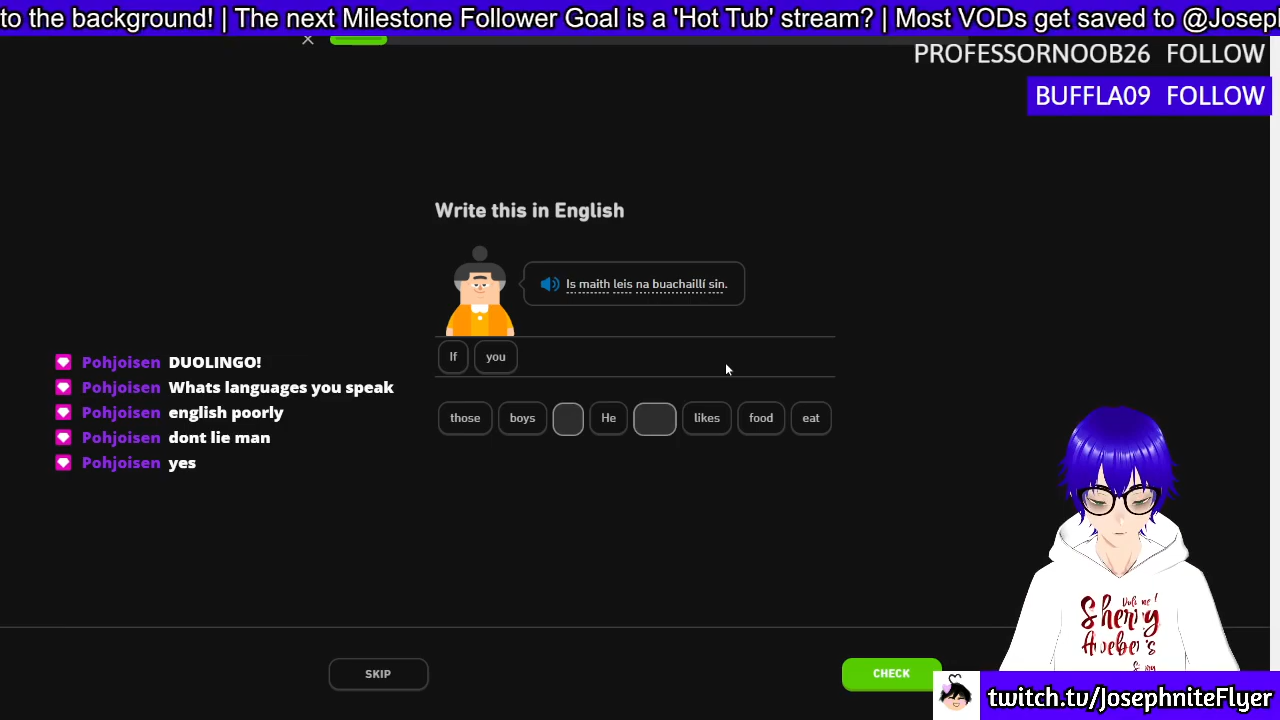 to the background! | The next Milestone Follower Goal is a 'Hot Tub' stream? | Most VODs get saved to @Joseph
PROFESSORNOOB26 FOLLOW
BUFFLA09 FOLLOW
Write this in English
Is maith leis na buachaillí sin.
If you
Pohjoisen DUOLINGO!
Pohjoisen Whats languages you speak
Pohjoisen english poorly
Pohjoisen dont lie man
Pohjoisen yes
those boys He likes food eat
Sherry
SKIP
CHECK
twitch.tv/JosephniteFlyer